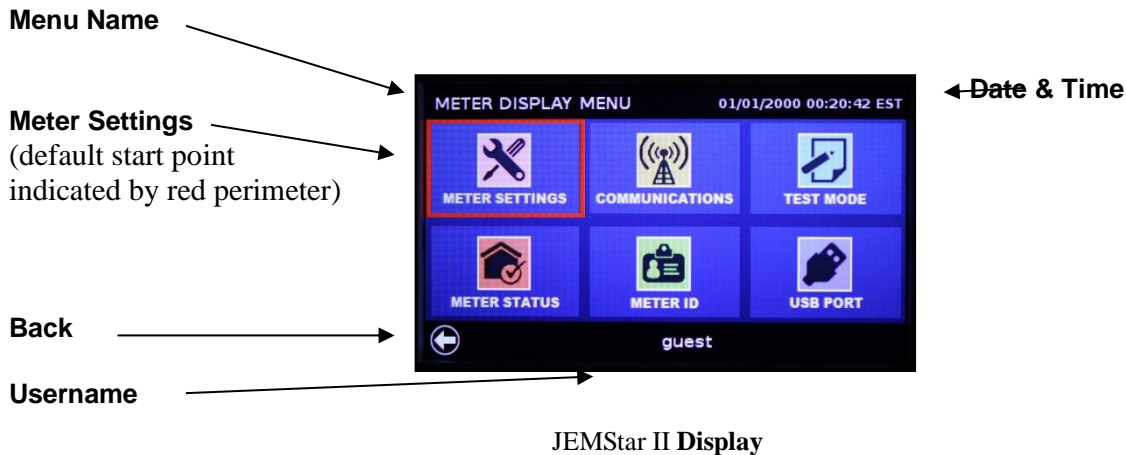 Menu Name
Date & Time
METER DISPLAY MENU 01/01/2000 00:20:42 EST
Meter Settings
(default start point
indicated by red perimeter)
METER SETTINGS COMMUNICATIONS TEST MODE
METER STATUS METER ID USB PORT
Back
guest
Username
JEMStar II Display